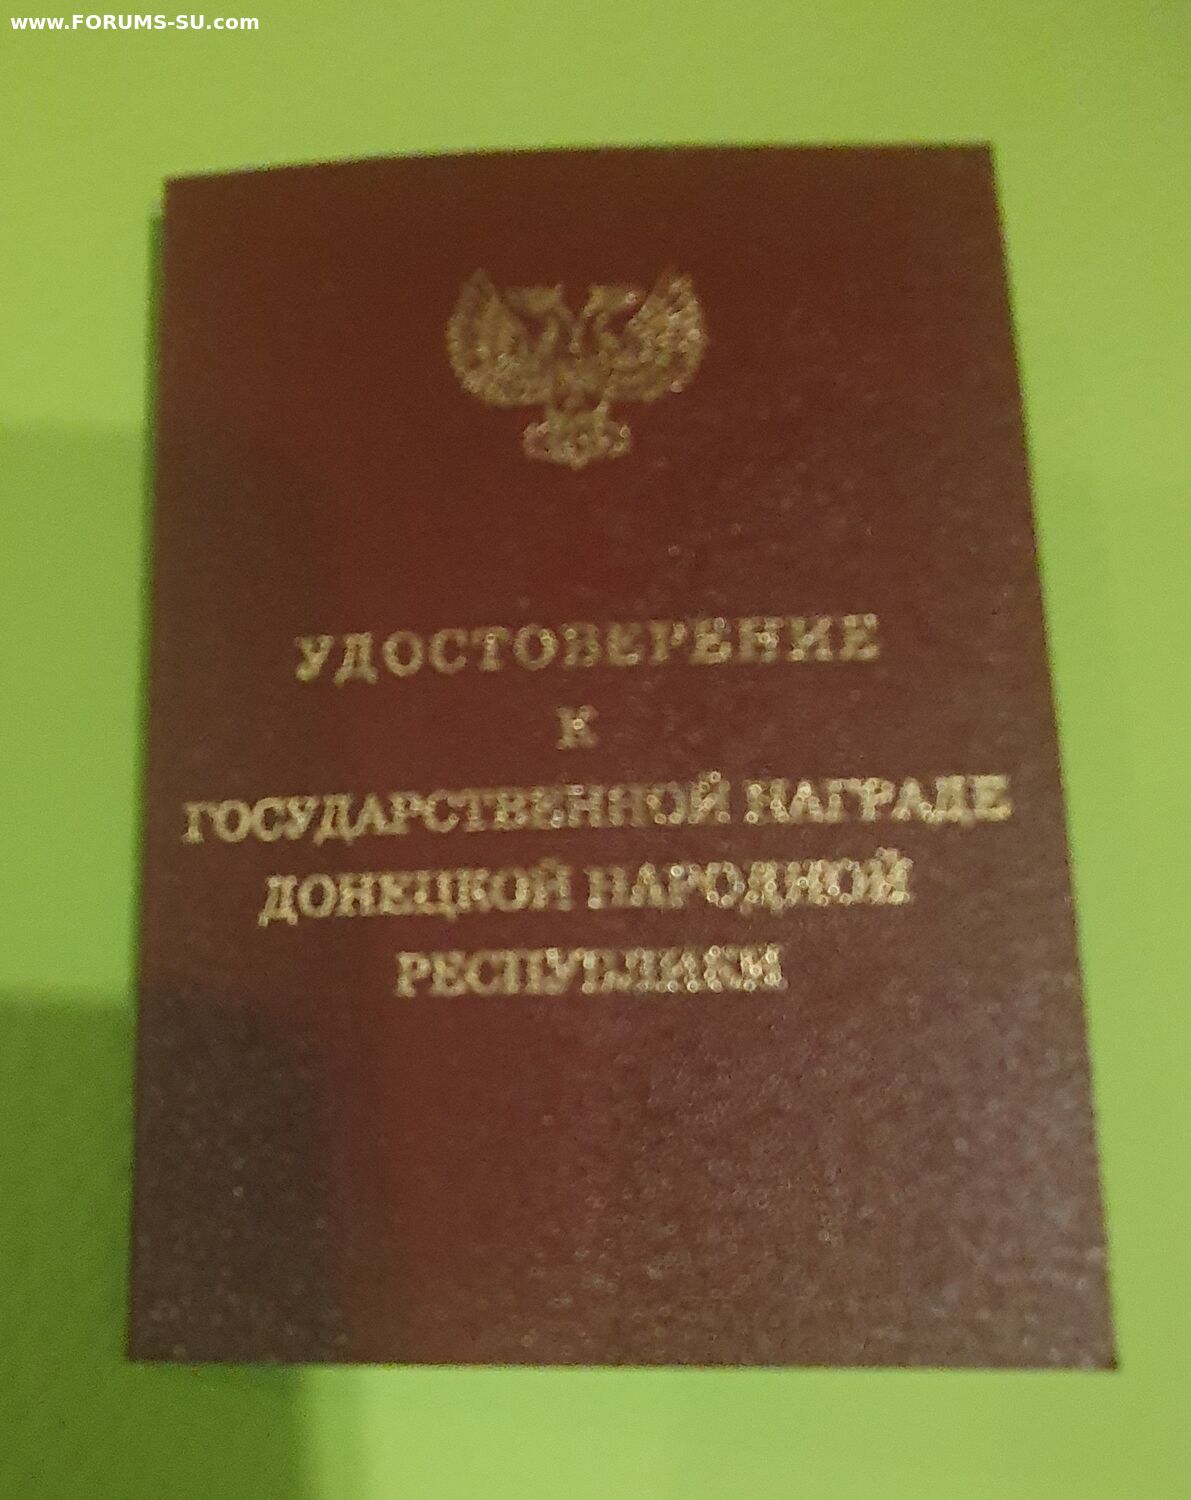 www.FORUMS-SU.com
УДОСТОВЕРЕНИЕ
К
ГОСУДАРСТВЕННОЙ НАГРАДЕ
ДОНЕЦКОЙ НАРОДНОЙ
РЕСПУБЛИКИ